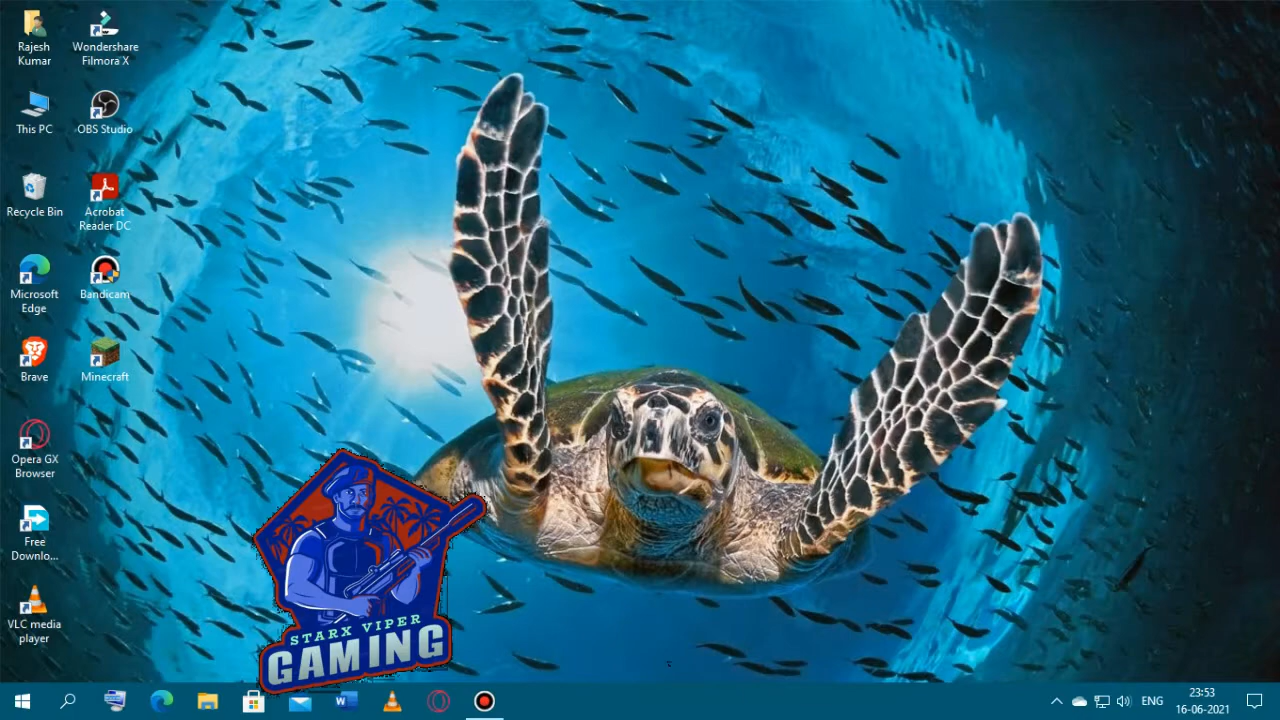 Rajesh
Kumar
Wondershare
Filmora X
This PC
OBS Studio
Recycle Bin
Acrobat
Reader DC
Microsoft
Edge
Bandicam
Brave
Minecraft
Opera GX
Browser
Free
Downlo...
VLC media
player
STARX VIPER
GAMING
W
ENG
23:53
16-06-2021